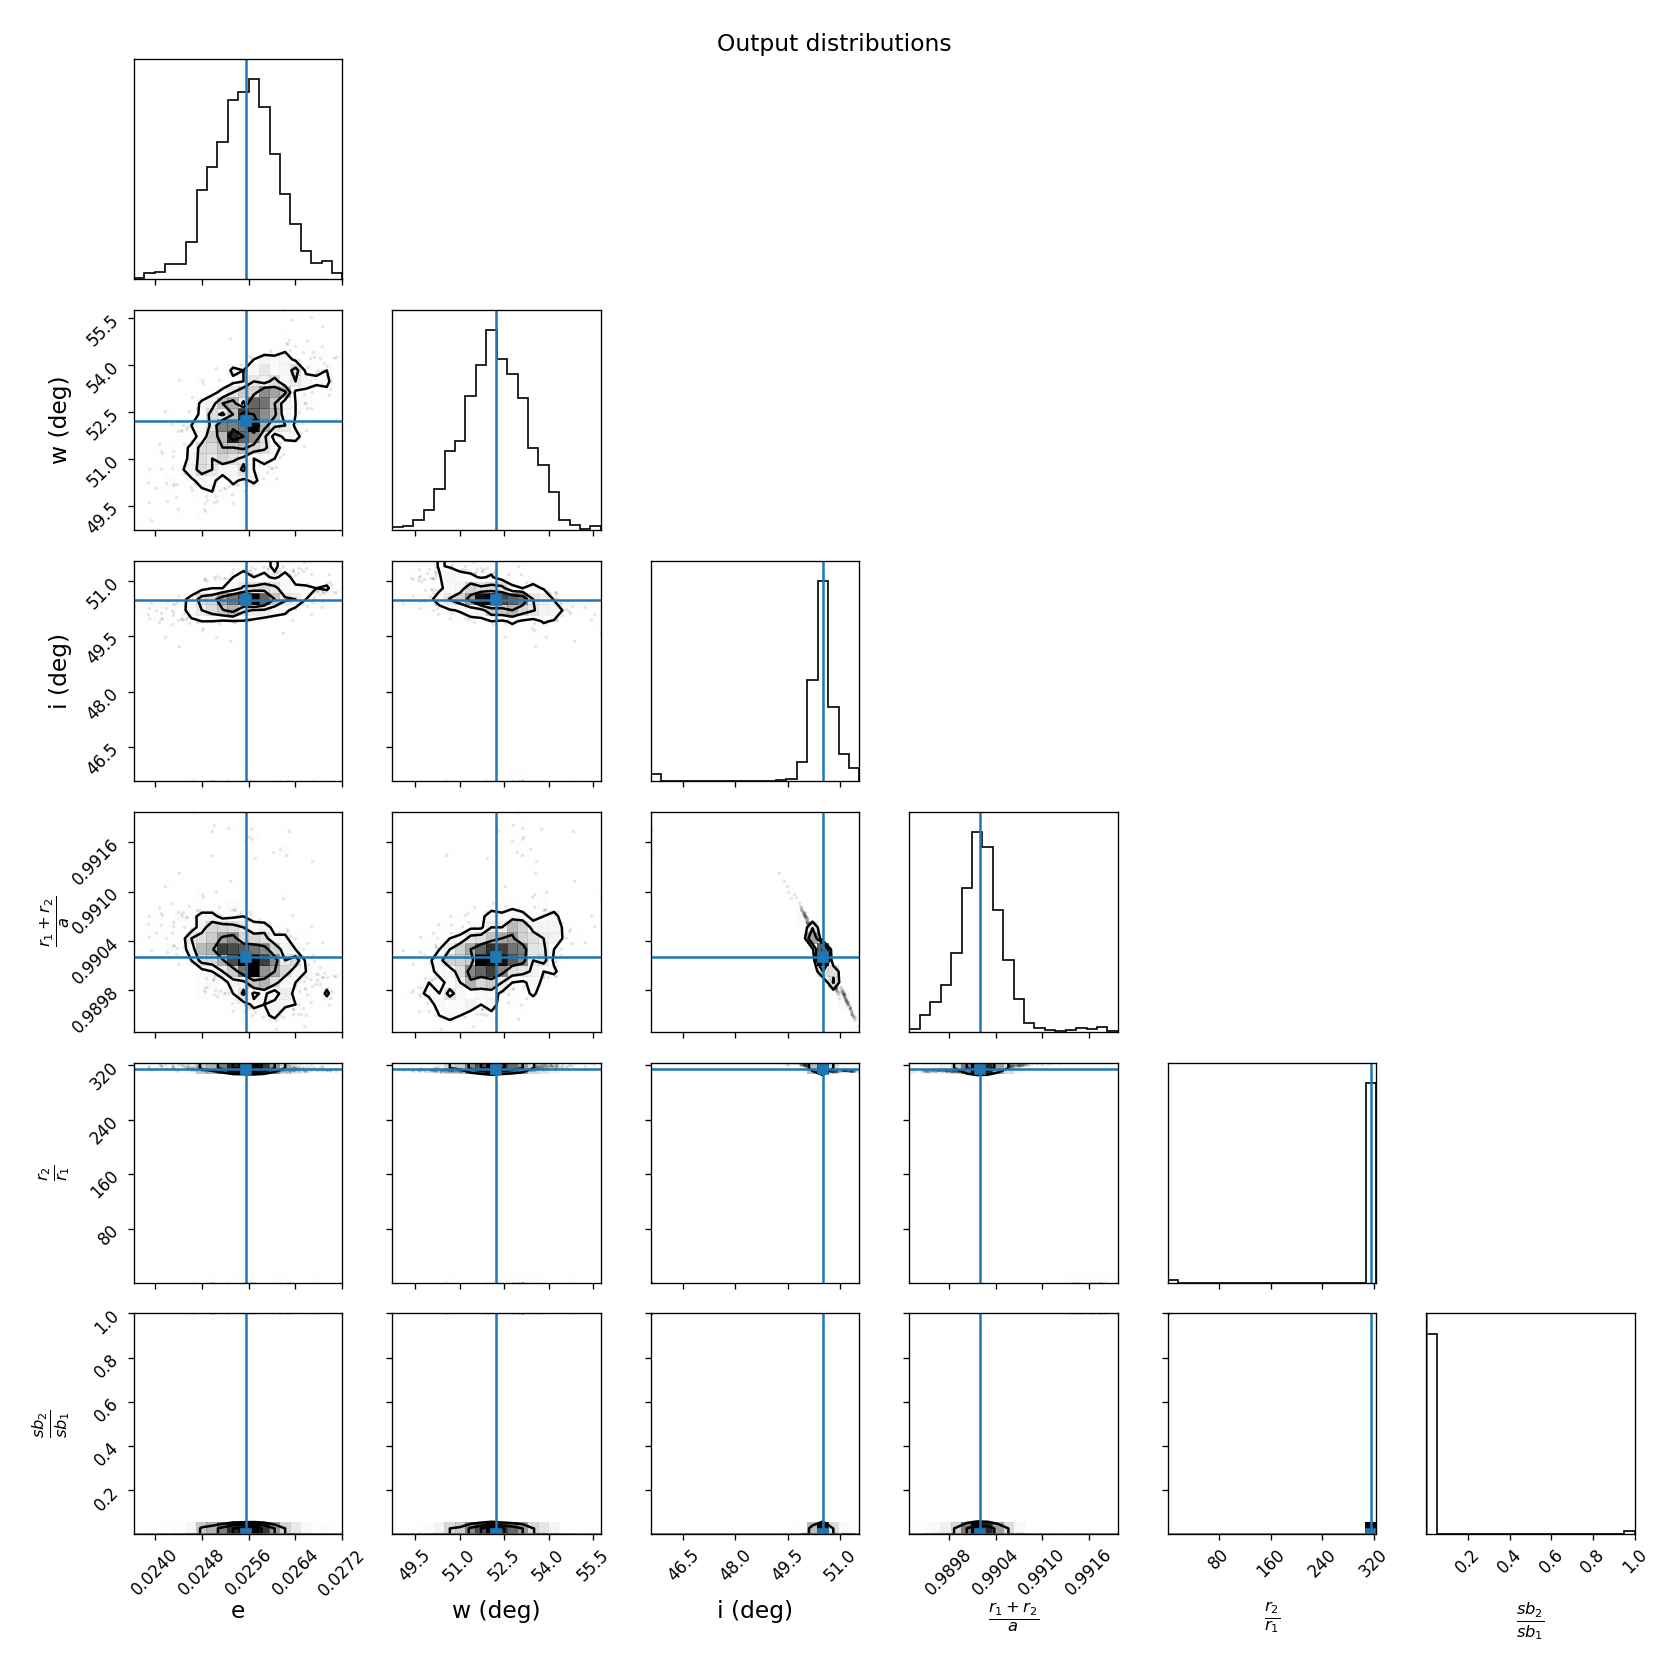 Output distributions
w (deg)
55.5
54.0
52.5
51.0
49.5
i (deg)
51.0
49.5
48.0
46.5
r₁ + r₂
a
0.9916
0.9910
0.9904
0.9898
r₂
r₁
320
240
160
80
sb₂
sb₁
1.0
0.8
0.6
0.4
0.2
0.0240 0.0248 0.0256 0.0264 0.0272 49.5 51.0 52.5 54.0 55.5 46.5 48.0 49.5 51.0 0.9898 0.9904 0.9910 0.9916 80 160 240 320 0.2 0.4 0.6 0.8 1.0
e w (deg) i (deg) r₁ + r₂ r₂ sb₂
a r₁ sb₁